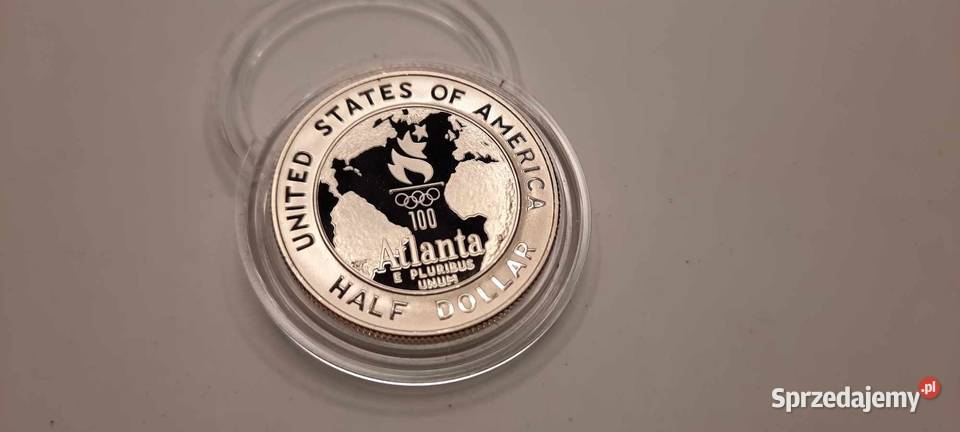 UNITED STATES OF AMERICA
100
Atlanta
E PLURIBUS
UNUM
HALF DOLLAR
Sprzedajemy.pl